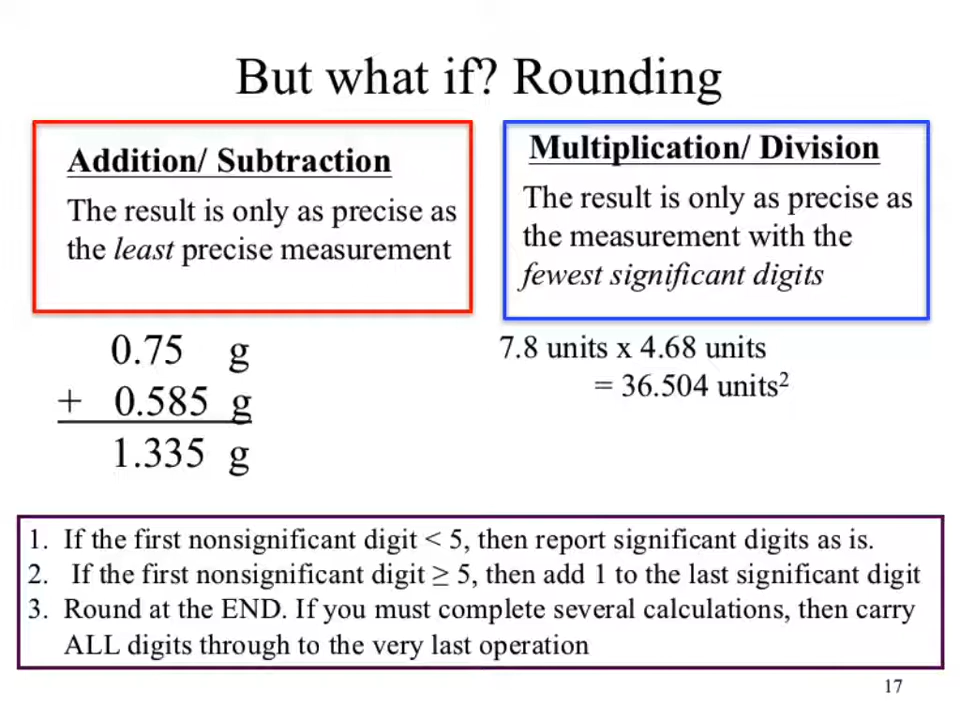 But what if? Rounding
Addition/ Subtraction
The result is only as precise as
the least precise measurement
Multiplication/ Division
The result is only as precise as
the measurement with the
fewest significant digits
0.75 g
+ 0.585 g
1.335 g
7.8 units x 4.68 units
= 36.504 units²
1. If the first nonsignificant digit < 5, then report significant digits as is.
2. If the first nonsignificant digit ≥ 5, then add 1 to the last significant digit
3. Round at the END. If you must complete several calculations, then carry
ALL digits through to the very last operation
17